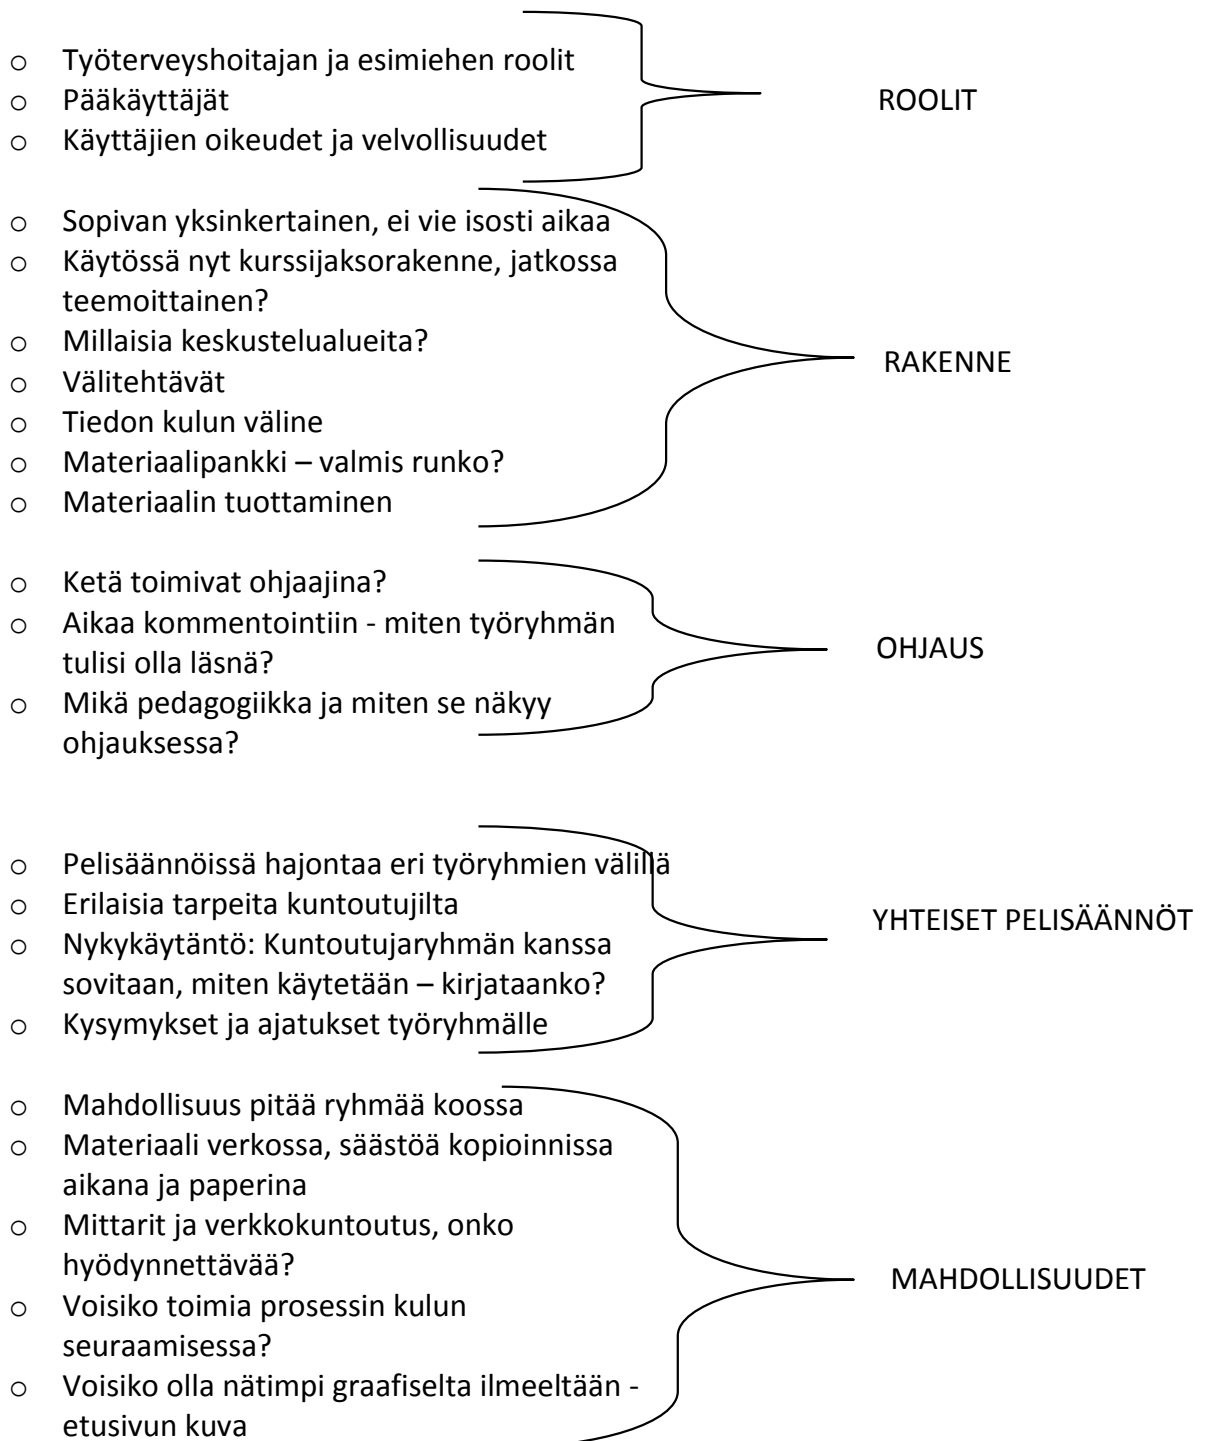 o Työterveyshoitajan ja esimiehen roolit
o Pääkäyttäjät
o Käyttäjien oikeudet ja velvollisuudet
ROOLIT
o Sopivan yksinkertainen, ei vie isosti aikaa
o Käytössä nyt kurssijaksorakenne, jatkossa
teemoittainen?
o Millaisia keskustelualueita?
o Välitehtävät
o Tiedon kulun väline
o Materiaalipankki – valmis runko?
o Materiaalin tuottaminen
RAKENNE
o Ketä toimivat ohjaajina?
o Aikaa kommentointiin - miten työryhmän
tulisi olla läsnä?
o Mikä pedagogiikka ja miten se näkyy
ohjauksessa?
OHJAUS
o Pelisäännöissä hajontaa eri työryhmien välillä
o Erilaisia tarpeita kuntoutujilta
o Nykykäytäntö: Kuntoutujaryhmän kanssa
sovitaan, miten käytetään – kirjataanko?
o Kysymykset ja ajatukset työryhmälle
YHTEISET PELISÄÄNNÖT
o Mahdollisuus pitää ryhmää koossa
o Materiaali verkossa, säästöä kopioinnissa
aikana ja paperina
o Mittarit ja verkkokuntoutus, onko
hyödynnettävää?
o Voisiko toimia prosessin kulun
seuraamisessa?
o Voisiko olla nätimpi graafiselta ilmeeltään -
etusivun kuva
MAHDOLLISUUDET